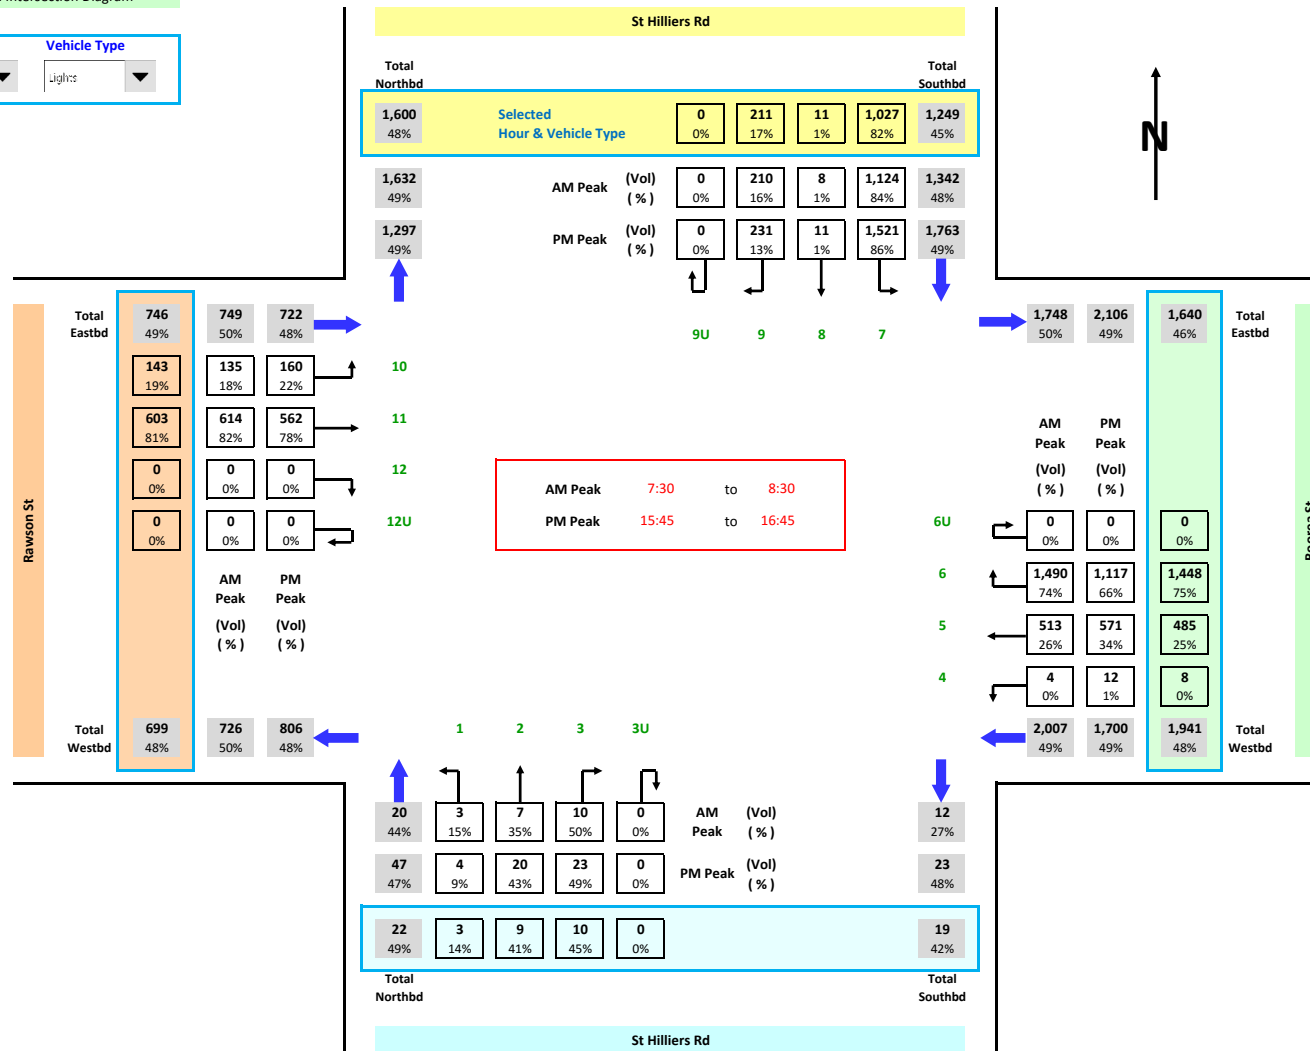 Intersection Diagram
Vehicle Type
Lights
St Hilliers Rd
Total Northbd
Total Southbd
1,600 48%
Selected Hour & Vehicle Type
0 0%
211 17%
11 1%
1,027 82%
1,249 45%
N
1,632 49%
AM Peak (Vol) ( % )
0 0%
210 16%
8 1%
1,124 84%
1,342 48%
1,297 49%
PM Peak (Vol) ( % )
0 0%
231 13%
11 1%
1,521 86%
1,763 49%
9U 9 8 7
Rawson St
Total Eastbd
746 49%
749 50%
722 48%
143 19%
135 18%
160 22%
10
603 81%
614 82%
562 78%
11
0 0%
0 0%
0 0%
12
0 0%
0 0%
0 0%
12U
AM Peak (Vol) ( % )
PM Peak (Vol) ( % )
Total Westbd
699 48%
726 50%
806 48%
AM Peak 7:30 to 8:30
PM Peak 15:45 to 16:45
1,748 50%
2,106 49%
1,640 46%
Total Eastbd
AM Peak (Vol) ( % )
PM Peak (Vol) ( % )
6U
0 0%
0 0%
0 0%
6
1,490 74%
1,117 66%
1,448 75%
5
513 26%
571 34%
485 25%
4
4 0%
12 1%
8 0%
2,007 49%
1,700 49%
1,941 48%
Total Westbd
1 2 3 3U
20 44%
3 15%
7 35%
10 50%
0 0%
AM Peak (Vol) ( % )
12 27%
47 47%
4 9%
20 43%
23 49%
0 0%
PM Peak (Vol) ( % )
23 48%
22 49%
3 14%
9 41%
10 45%
0 0%
19 42%
Total Northbd
Total Southbd
St Hilliers Rd